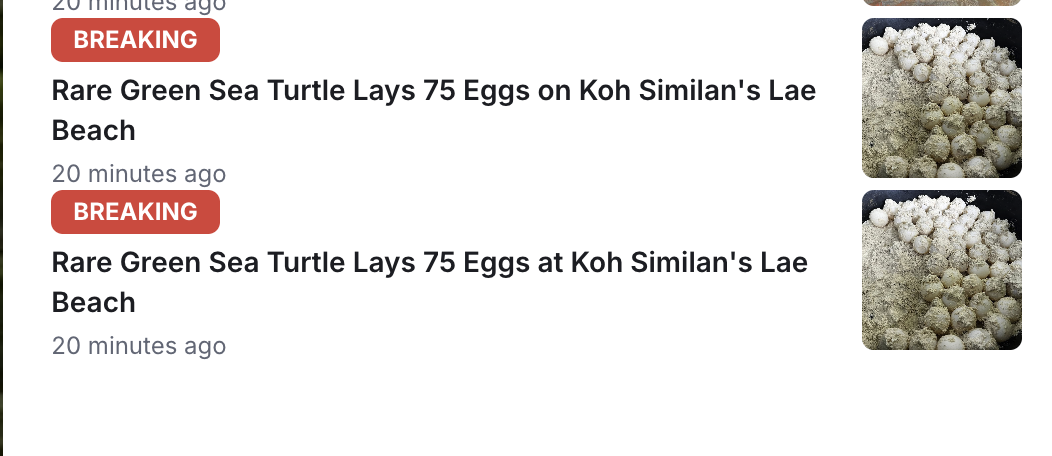 20 minutes ago
BREAKING
Rare Green Sea Turtle Lays 75 Eggs on Koh Similan's Lae
Beach
20 minutes ago
BREAKING
Rare Green Sea Turtle Lays 75 Eggs at Koh Similan's Lae
Beach
20 minutes ago